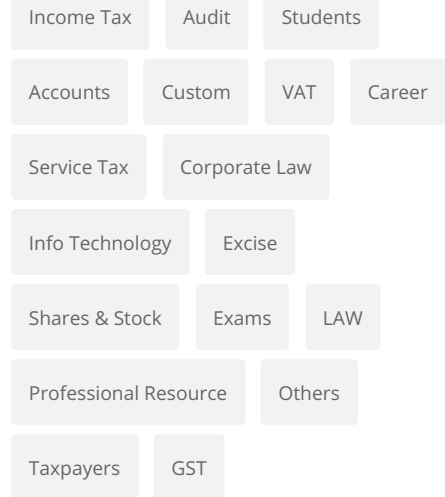 Income Tax Audit Students
Accounts Custom VAT Career
Service Tax Corporate Law
Info Technology Excise
Shares & Stock Exams LAW
Professional Resource Others
Taxpayers GST